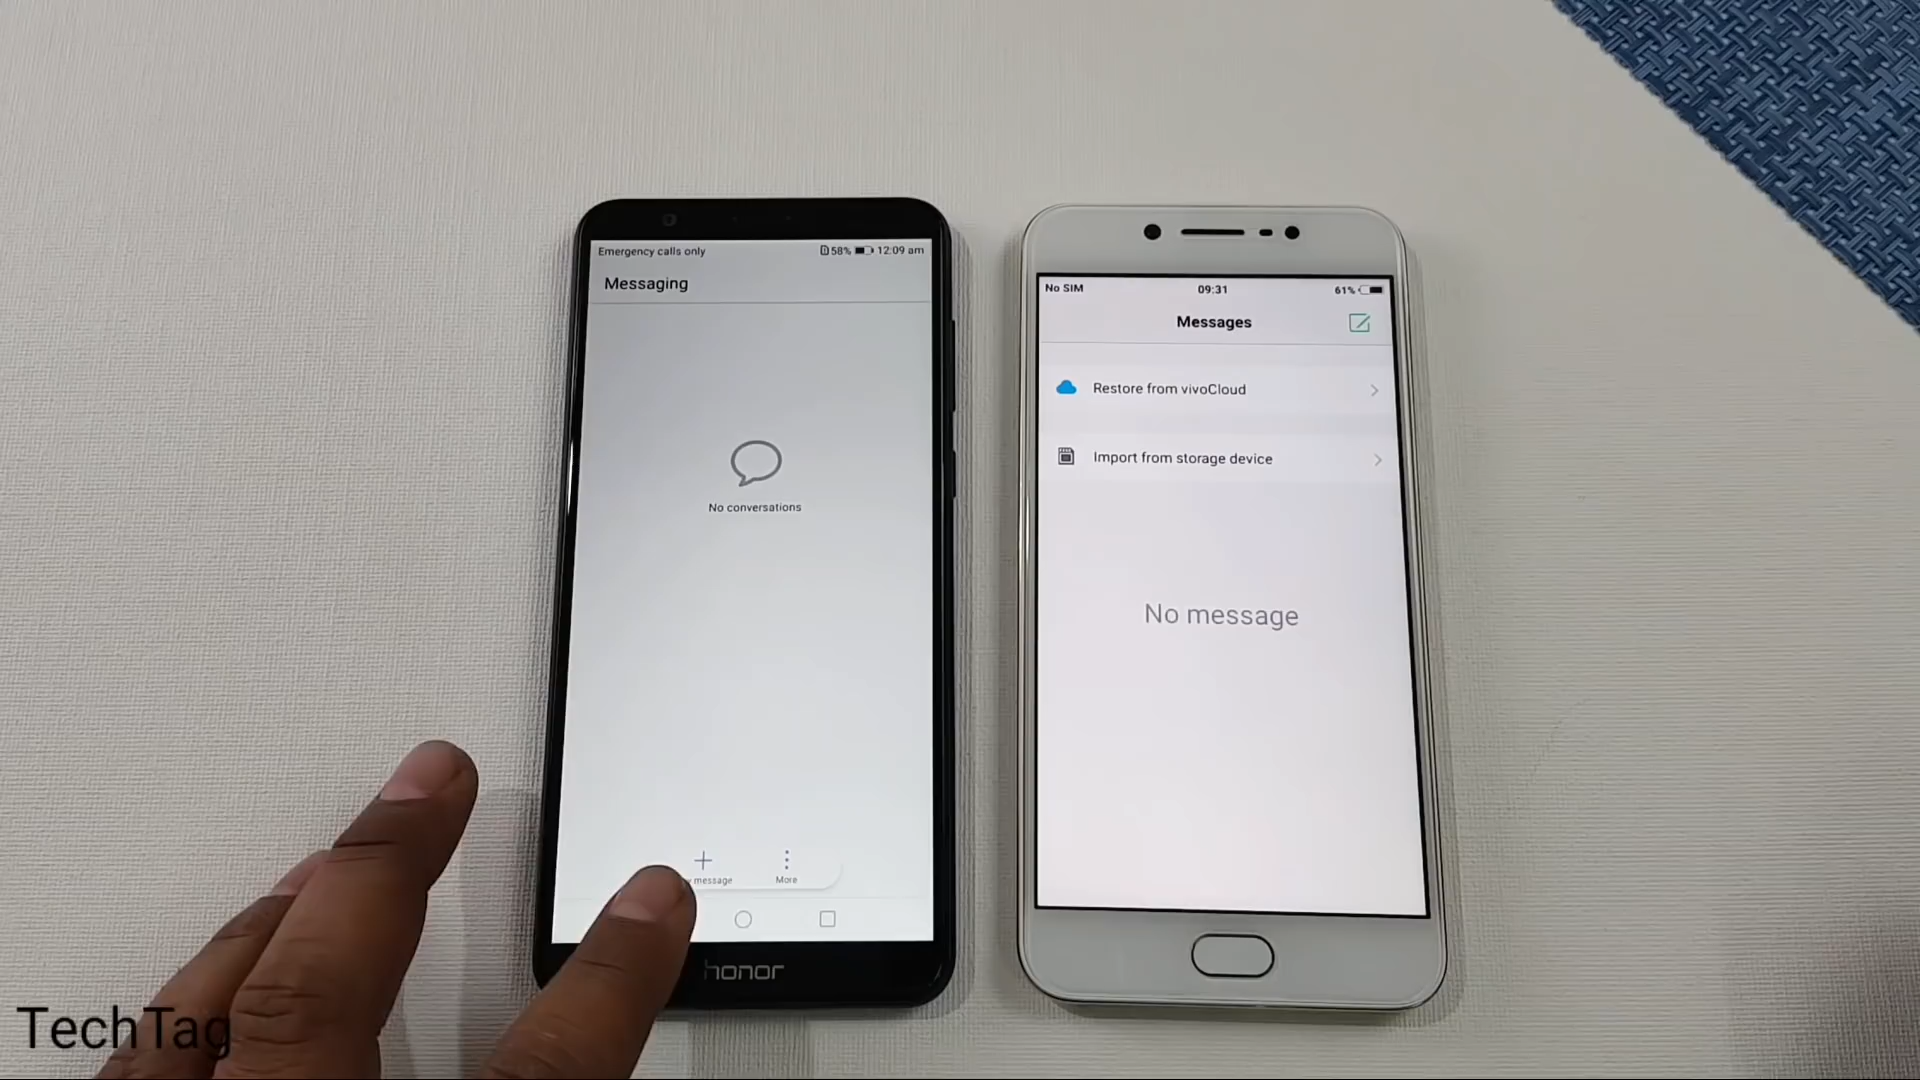 Emergency calls only
58%
12:09 am
Messaging
No conversations
message
More
honor
No SIM
09:31
61%
Messages
Restore from vivoCloud
Import from storage device
No message
TechTag